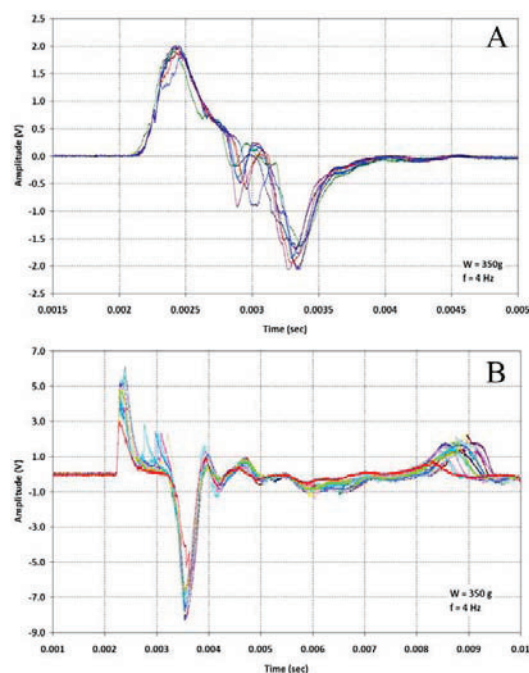 A
2.5
2.0
1.5
1.0
0.5
0.0
-0.5
-1.0
-1.5
-2.0
2.5
Amplitude (V)
W = 350g
f = 4 Hz
0.0015 0.002 0.0025 0.003 0.0035 0.004 0.0045 0.005
Time (sec)
B
7.0
5.0
3.0
1.0
-1.0
-3.0
-5.0
-7.0
-9.0
Amplitude (V)
W = 350 g
f = 4 Hz
0.001 0.002 0.003 0.004 0.005 0.006 0.007 0.008 0.009 0.01
Time (sec)